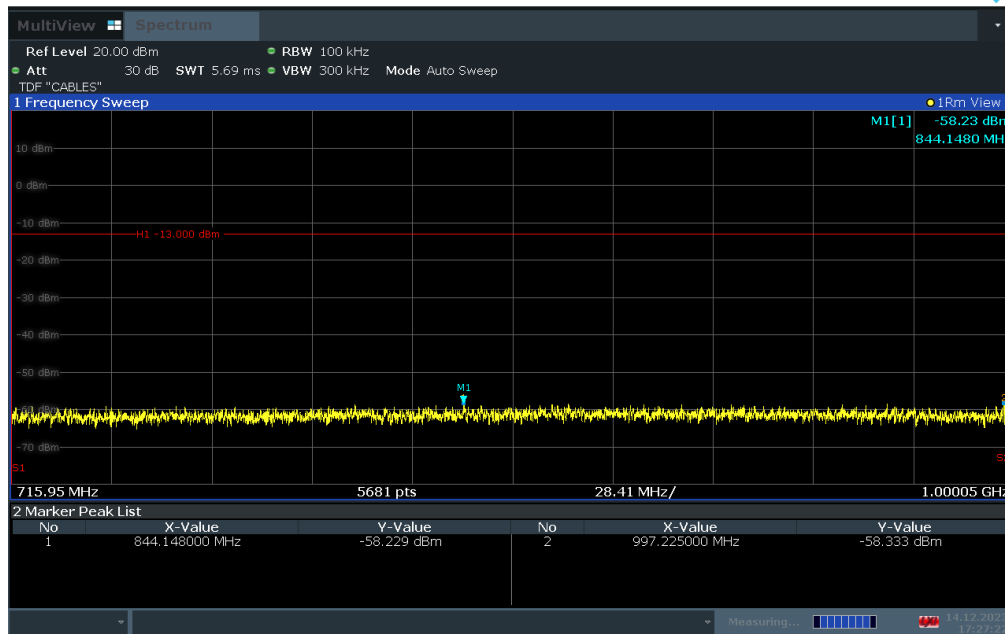 MultiView Spectrum
Ref Level 20.00 dBm RBW 100 kHz
Att 30 dB SWT 5.69 ms VBW 300 kHz Mode Auto Sweep
TDF "CABLES"
1 Frequency Sweep 1Rm View
M1[1] -58.23 dBm
844.1480 MH
10 dBm
0 dBm
-10 dBm
H1 -13.000 dBm
-20 dBm
-30 dBm
-40 dBm
-50 dBm
M1
-60 dBm
-70 dBm
S1
715.95 MHz 5681 pts 28.41 MHz/ 1.00005 GHz
2 Marker Peak List
No X-Value Y-Value No X-Value Y-Value
1 844.148000 MHz -58.229 dBm 2 997.225000 MHz -58.333 dBm
Measuring...